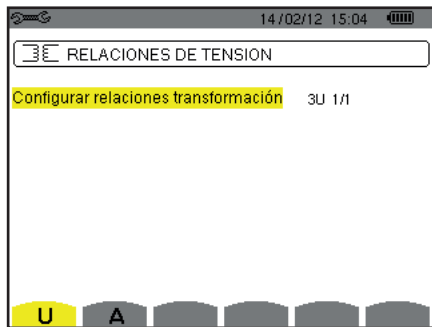 14/02/12 15:04
RELACIONES DE TENSION
Configurar relaciones transformación 3U 1/1
U A